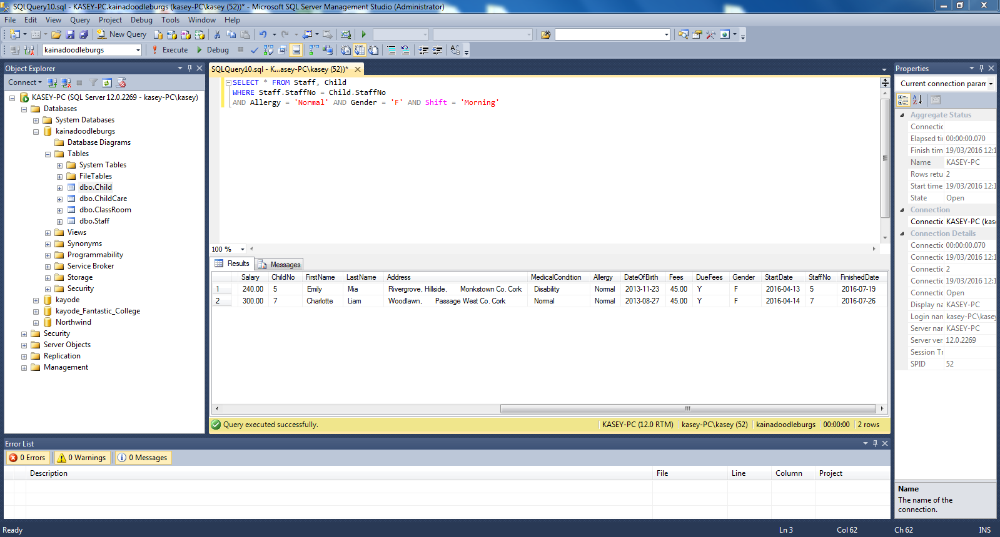 SQLQuery10.sql - KASEY-PC.kainadoodleburgs (kasey-PC\kasey (52))* - Microsoft SQL Server Management Studio (Administrator)
File Edit View Query Project Debug Tools Window Help
New Query
kainadoodleburgs Execute Debug
Object Explorer
Connect
KASEY-PC (SQL Server 12.0.2269 - kasey-PC\kasey)
Databases
System Databases
kainadoodleburgs
Database Diagrams
Tables
System Tables
FileTables
dbo.Child
dbo.ChildCare
dbo.ClassRoom
dbo.Staff
Views
Synonyms
Programmability
Service Broker
Storage
Security
kayode
kayode_Fantastic_College
Northwind
Security
Server Objects
Replication
Management
SQLQuery10.sql - K...asey-PC\kasey (52))*
SELECT * FROM Staff, Child
WHERE Staff.StaffNo = Child.StaffNo
AND Allergy = 'Normal' AND Gender = 'F' AND Shift = 'Morning'
100 %
Results Messages
Salary ChildNo FirstName LastName Address MedicalCondition Allergy DateOfBirth Fees DueFees Gender StartDate StaffNo FinishedDate
1 240.00 5 Emily Mia Rivergrove, Hillside, Monkstown Co. Cork Disability Normal 2013-11-23 45.00 Y F 2016-04-13 5 2016-07-19
2 300.00 7 Charlotte Liam Woodlawn, Passage West Co. Cork Normal Normal 2013-08-27 45.00 Y F 2016-04-14 7 2016-07-26
Query executed successfully. KASEY-PC (12.0 RTM) kasey-PC\kasey (52) kainadoodleburgs 00:00:00 2 rows
Properties
Current connection param
Aggregate Status
Connectic
Elapsed ti 00:00:00.070
Finish tim 19/03/2016 12:1
Name KASEY-PC
Rows retu 2
Start time 19/03/2016 12:1
State Open
Connection
Connectic KASEY-PC (kas
Connection Details
Connectic 00:00:00.070
Connectic 19/03/2016 12:1
Connectic 2
Connectic 19/03/2016 12:1
Connectic Open
Display na KASEY-PC
Login nan kasey-PC\kasey
Server nar KASEY-PC
Server ver 12.0.2269
Session Tr
SPID 52
Name
The name of the
connection.
Error List
0 Errors 0 Warnings 0 Messages
Description File Line Column Project
Ready Ln 3 Col 62 Ch 62 INS